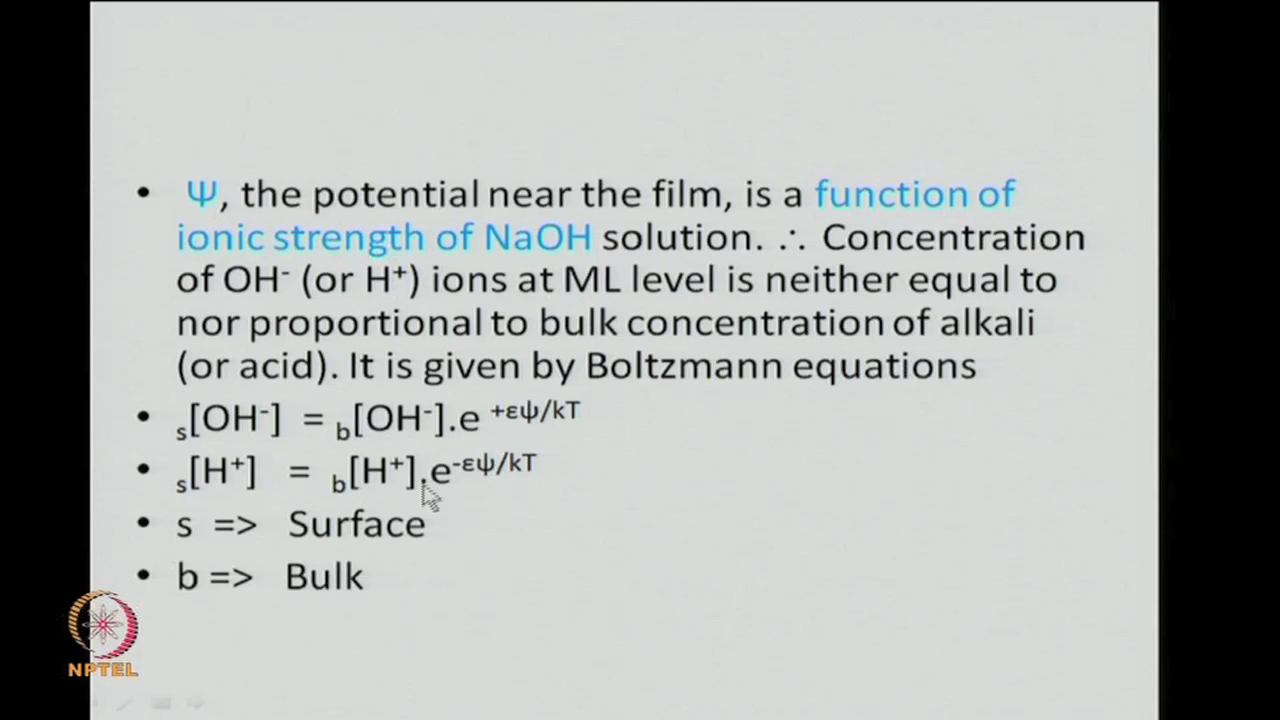 • Ψ, the potential near the film, is a function of
ionic strength of NaOH solution. ∴ Concentration
of OH⁻ (or H⁺) ions at ML level is neither equal to
nor proportional to bulk concentration of alkali
(or acid). It is given by Boltzmann equations
• ₛ[OH⁻] = b[OH⁻].e ⁺εψ/kT
• ₛ[H⁺] = b[H⁺].e⁻εψ/kT
• s => Surface
• b => Bulk
NPTEL